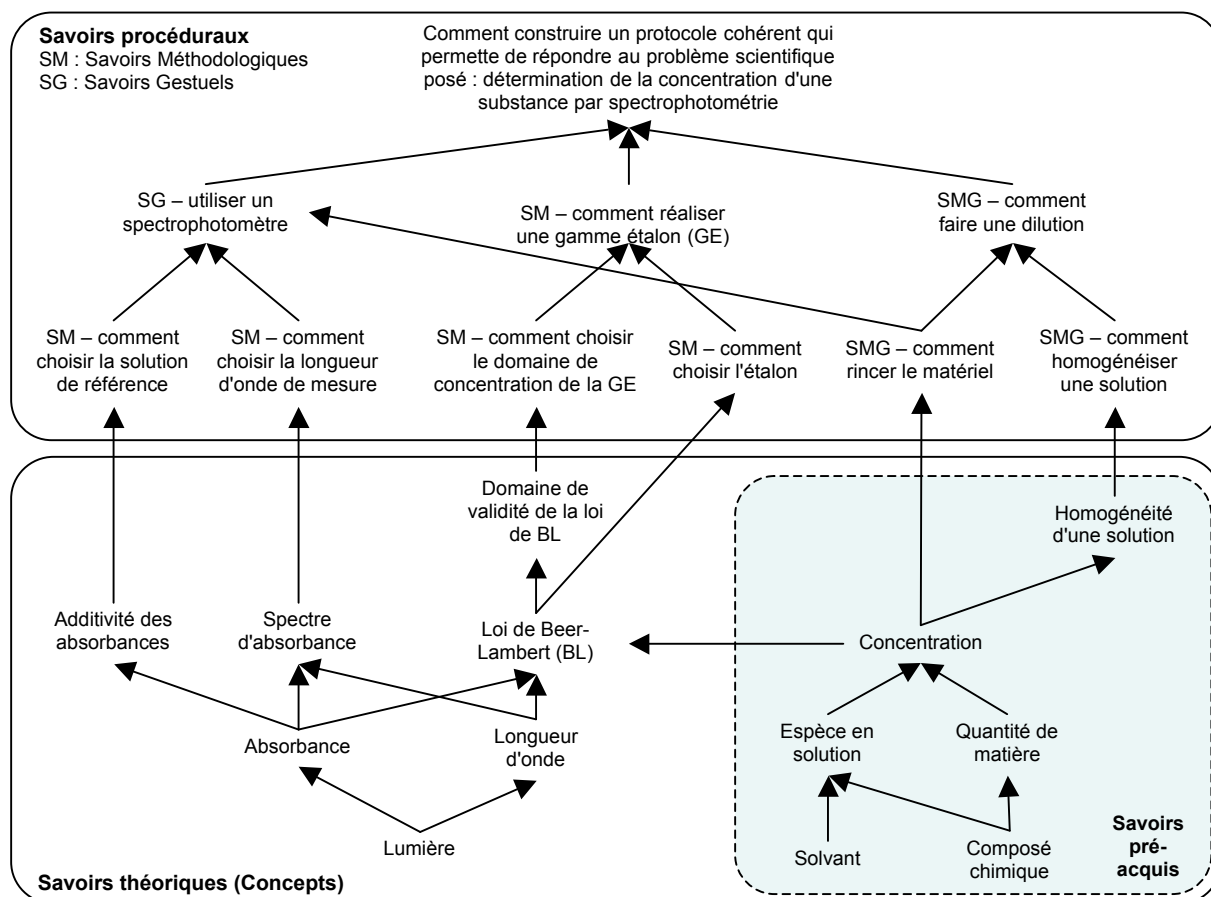 Savoirs procéduraux
SM : Savoirs Méthodologiques
SG : Savoirs Gestuels
Comment construire un protocole cohérent qui
permette de répondre au problème scientifique
posé : détermination de la concentration d'une
substance par spectrophotométrie
SG – utiliser un
spectrophotomètre
SM – comment réaliser
une gamme étalon (GE)
SMG – comment
faire une dilution
SM – comment
choisir la solution
de référence
SM – comment
choisir la longueur
d'onde de mesure
SM – comment choisir
le domaine de
concentration de la GE
SM – comment
choisir l'étalon
SMG – comment
rincer le matériel
SMG – comment
homogénéiser
une solution
Domaine de
validité de la loi
de BL
Homogénéité
d'une solution
Additivité des
absorbances
Spectre
d'absorbance
Loi de Beer-
Lambert (BL)
Concentration
Absorbance
Longueur
d'onde
Espèce en
solution
Quantité de
matière
Lumière
Solvant
Composé
chimique
Savoirs
pré-
acquis
Savoirs théoriques (Concepts)